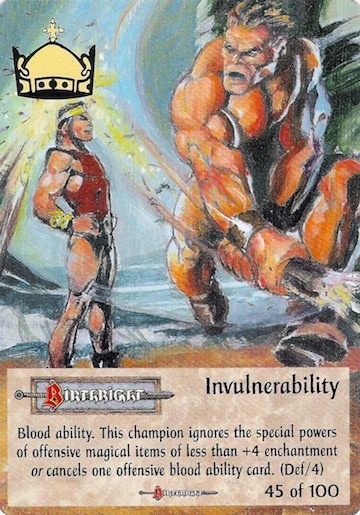 BIRTHRIGHT
Invulnerability
Blood ability. This champion ignores the special powers
of offensive magical items of less than +4 enchantment
or cancels one offensive blood ability card. (Def/4)
BIRTHRIGHT
45 of 100